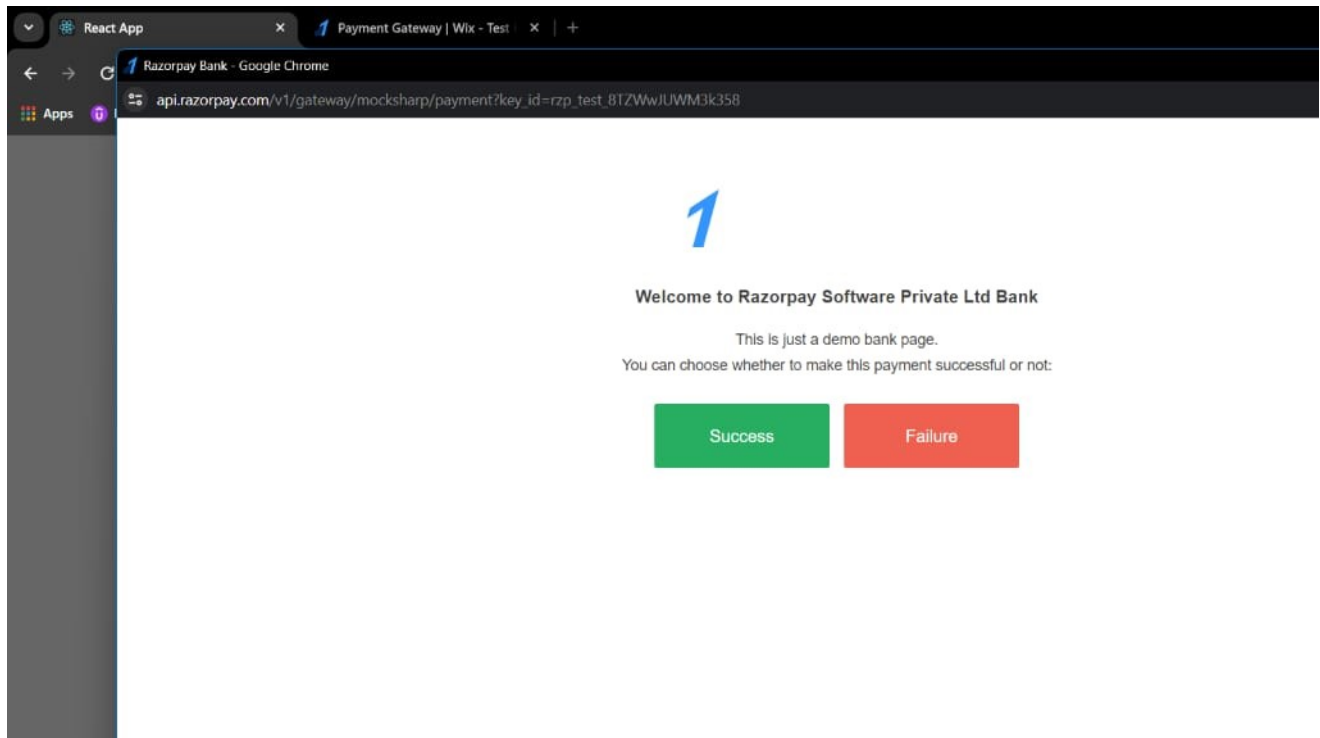 React App
Payment Gateway | Wix - Test
Razorpay Bank - Google Chrome
api.razorpay.com/v1/gateway/mocksharp/payment?key_id=rzp_test_8TZWwJUWM3k358
Apps
1
Welcome to Razorpay Software Private Ltd Bank
This is just a demo bank page.
You can choose whether to make this payment successful or not:
Success Failure